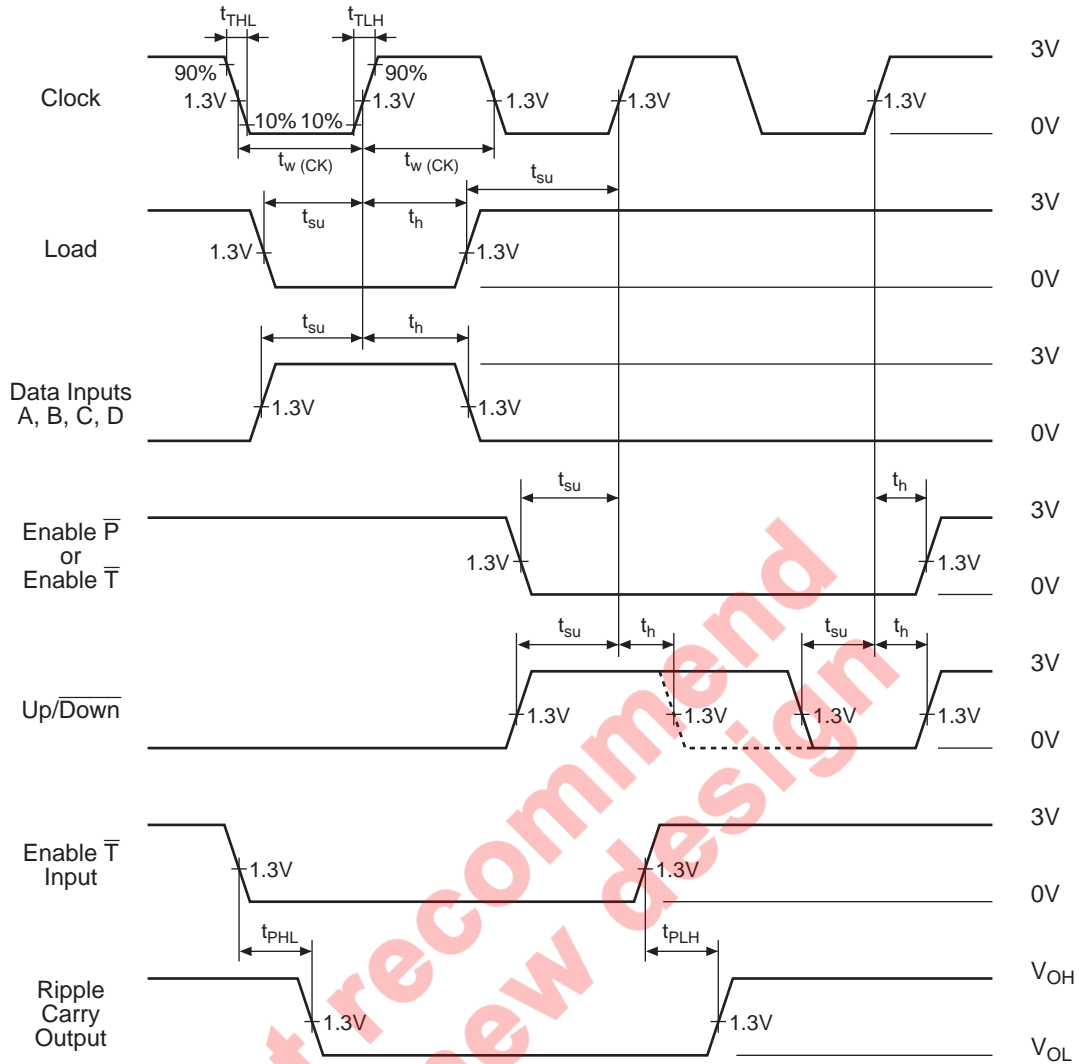 tTHL tTLH
3V
90% 90%
Clock 1.3V 1.3V 1.3V 1.3V 1.3V
10% 10%
0V
tw (CK) tw (CK)
tsu
3V
tsu th
Load 1.3V 1.3V
0V
tsu th
3V
Data Inputs
A, B, C, D
1.3V 1.3V
0V
tsu th
3V
Enable P̅
or
Enable T̅
1.3V 1.3V
0V
tsu th tsu th
3V
Up/D̅o̅w̅n̅ 1.3V 1.3V 1.3V 1.3V
0V
3V
Enable T̅
Input
1.3V 1.3V
0V
tPHL tPLH
VOH
Ripple
Carry
Output
1.3V 1.3V
VOL
recommend
design